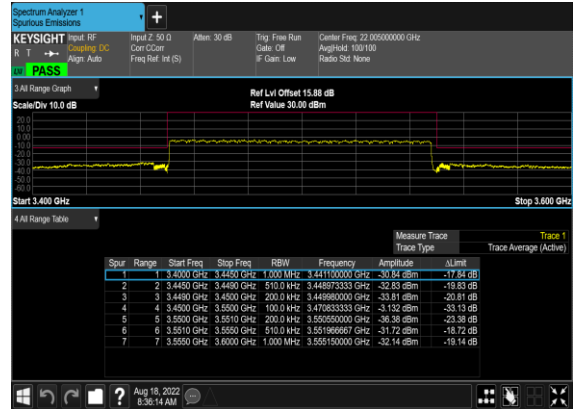 Spectrum Analyzer 1
Spurious Emissions
KEYSIGHT
R T
PASS
Input: RF
Coupling: DC
Align: Auto
Input Z: 50 Ω
Corr CCorr
Freq Ref: Int (S)
Atten: 30 dB
Trig: Free Run
Gate: Off
IF Gain: Low
Center Freq: 22.005000000 GHz
Avg|Hold: 100/100
Radio Std: None
3 All Range Graph
Scale/Div 10.0 dB
Ref Lvl Offset 15.88 dB
Ref Value 30.00 dBm
20.0
10.0
0.00
-10.0
-20.0
-30.0
-40.0
-50.0
-60.0
Start 3.400 GHz
Stop 3.600 GHz
4 All Range Table
Measure Trace Trace 1
Trace Type Trace Average (Active)
Spur Range Start Freq Stop Freq RBW Frequency Amplitude ΔLimit
1 1 3.4000 GHz 3.4450 GHz 1.000 MHz 3.441100000 GHz -30.84 dBm -17.84 dB
2 2 3.4450 GHz 3.4490 GHz 510.0 kHz 3.448973333 GHz -32.83 dBm -19.83 dB
3 3 3.4490 GHz 3.4500 GHz 200.0 kHz 3.449980000 GHz -33.81 dBm -20.81 dB
4 4 3.4500 GHz 3.5500 GHz 100.0 kHz 3.470833333 GHz -3.132 dBm -33.13 dB
5 5 3.5500 GHz 3.5510 GHz 200.0 kHz 3.550550000 GHz -36.38 dBm -23.38 dB
6 6 3.5510 GHz 3.5550 GHz 510.0 kHz 3.551966667 GHz -31.72 dBm -18.72 dB
7 7 3.5550 GHz 3.6000 GHz 1.000 MHz 3.555150000 GHz -32.14 dBm -19.14 dB
Aug 18, 2022
8:36:14 AM